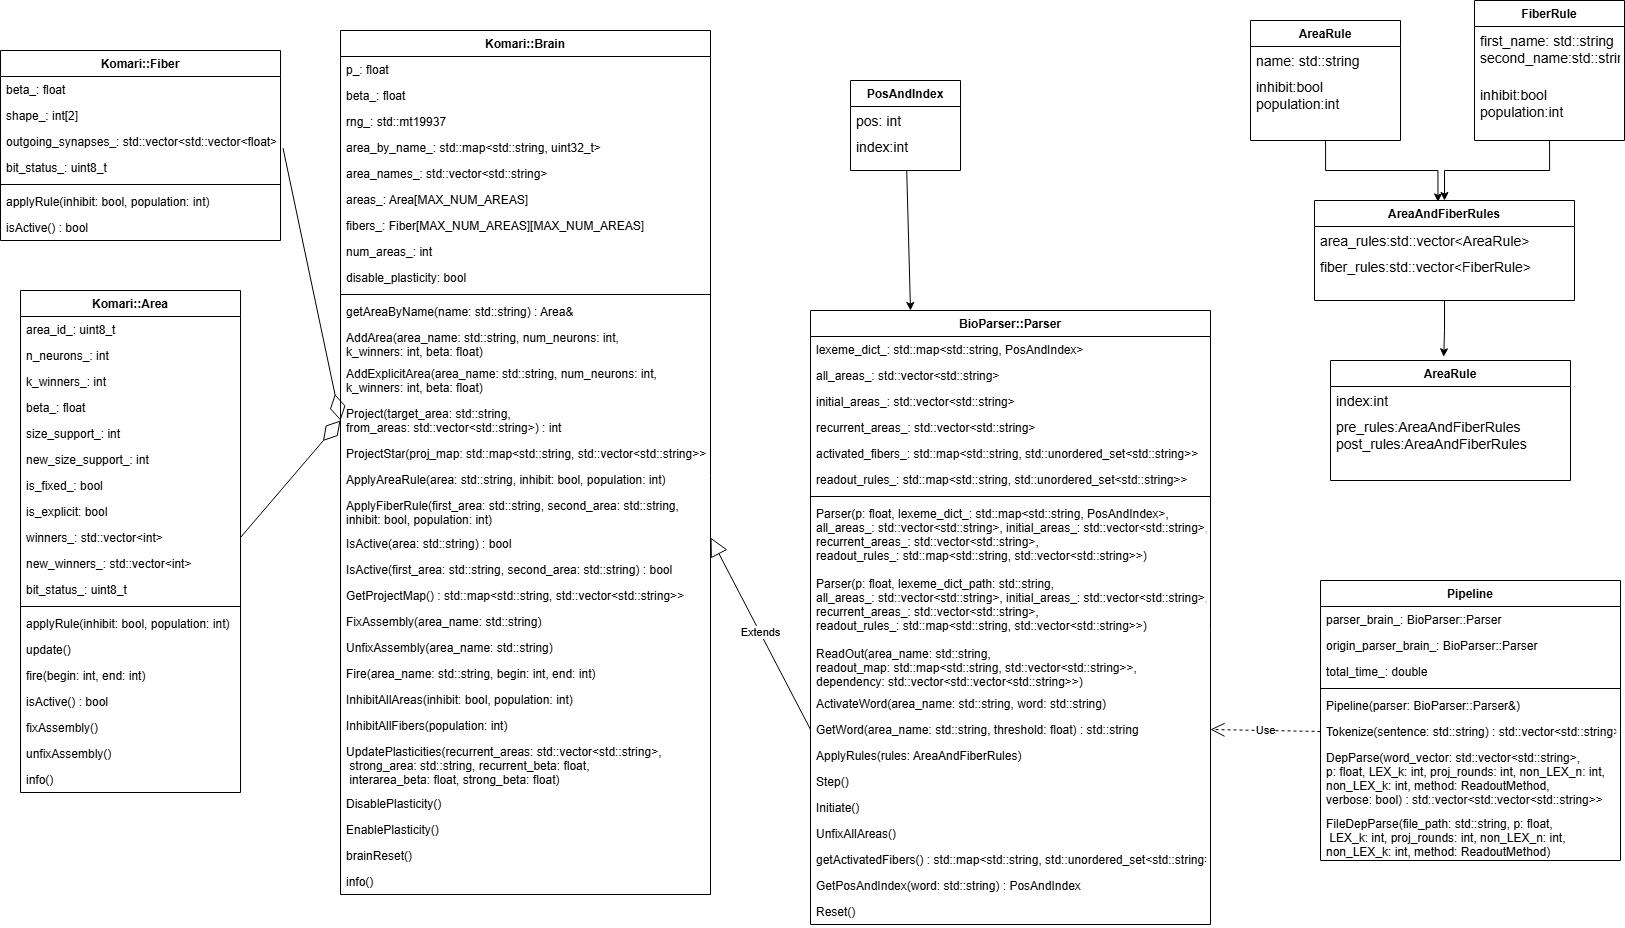 Komari::Fiber
beta_: float
shape_: int[2]
outgoing_synapses_: std::vector<std::vector<float>
bit_status_: uint8_t
applyRule(inhibit: bool, population: int)
isActive() : bool
Komari::Area
area_id_: uint8_t
n_neurons_: int
k_winners_: int
beta_: float
size_support_: int
new_size_support_: int
is_fixed_: bool
is_explicit: bool
winners_: std::vector<int>
new_winners_: std::vector<int>
bit_status_: uint8_t
applyRule(inhibit: bool, population: int)
update()
fire(begin: int, end: int)
isActive() : bool
fixAssembly()
unfixAssembly()
info()
Komari::Brain
p_: float
beta_: float
rng_: std::mt19937
area_by_name_: std::map<std::string, uint32_t>
area_names_: std::vector<std::string>
areas_: Area[MAX_NUM_AREAS]
fibers_: Fiber[MAX_NUM_AREAS][MAX_NUM_AREAS]
num_areas_: int
disable_plasticity: bool
getAreaByName(name: std::string) : Area&
AddArea(area_name: std::string, num_neurons: int,
k_winners: int, beta: float)
AddExplicitArea(area_name: std::string, num_neurons: int,
k_winners: int, beta: float)
Project(target_area: std::string,
from_areas: std::vector<std::string>) : int
ProjectStar(proj_map: std::map<std::string, std::vector<std::string>>
ApplyAreaRule(area: std::string, inhibit: bool, population: int)
ApplyFiberRule(first_area: std::string, second_area: std::string,
inhibit: bool, population: int)
IsActive(area: std::string) : bool
IsActive(first_area: std::string, second_area: std::string) : bool
GetProjectMap() : std::map<std::string, std::vector<std::string>>
FixAssembly(area_name: std::string)
UnfixAssembly(area_name: std::string)
Fire(area_name: std::string, begin: int, end: int)
InhibitAllAreas(inhibit: bool, population: int)
InhibitAllFibers(population: int)
UpdatePlasticities(recurrent_areas: std::vector<std::string>,
strong_area: std::string, recurrent_beta: float,
interarea_beta: float, strong_beta: float)
DisablePlasticity()
EnablePlasticity()
brainReset()
info()
Extends
PosAndIndex
pos: int
index:int
BioParser::Parser
lexeme_dict_: std::map<std::string, PosAndIndex>
all_areas_: std::vector<std::string>
initial_areas_: std::vector<std::string>
recurrent_areas_: std::vector<std::string>
activated_fibers_: std::map<std::string, std::unordered_set<std::string>>
readout_rules_: std::map<std::string, std::unordered_set<std::string>>
Parser(p: float, lexeme_dict_: std::map<std::string, PosAndIndex>,
all_areas_: std::vector<std::string>, initial_areas_: std::vector<std::string>,
recurrent_areas_: std::vector<std::string>,
readout_rules_: std::map<std::string, std::vector<std::string>>)
Parser(p: float, lexeme_dict_path: std::string,
all_areas_: std::vector<std::string>, initial_areas_: std::vector<std::string>,
recurrent_areas_: std::vector<std::string>,
readout_rules_: std::map<std::string, std::vector<std::string>>)
ReadOut(area_name: std::string,
readout_map: std::map<std::string, std::vector<std::string>>,
dependency: std::vector<std::vector<std::string>>)
ActivateWord(area_name: std::string, word: std::string)
GetWord(area_name: std::string, threshold: float) : std::string
ApplyRules(rules: AreaAndFiberRules)
Step()
Initiate()
UnfixAllAreas()
getActivatedFibers() : std::map<std::string, std::unordered_set<std::string>
GetPosAndIndex(word: std::string) : PosAndIndex
Reset()
Use
AreaRule
name: std::string
inhibit:bool
population:int
FiberRule
first_name: std::string
second_name:std::strin
inhibit:bool
population:int
AreaAndFiberRules
area_rules:std::vector<AreaRule>
fiber_rules:std::vector<FiberRule>
AreaRule
index:int
pre_rules:AreaAndFiberRules
post_rules:AreaAndFiberRules
Pipeline
parser_brain_: BioParser::Parser
origin_parser_brain_: BioParser::Parser
total_time_: double
Pipeline(parser: BioParser::Parser&)
Tokenize(sentence: std::string) : std::vector<std::string>
DepParse(word_vector: std::vector<std::string>,
p: float, LEX_k: int, proj_rounds: int, non_LEX_n: int,
non_LEX_k: int, method: ReadoutMethod,
verbose: bool) : std::vector<std::vector<std::string>>
FileDepParse(file_path: std::string, p: float,
LEX_k: int, proj_rounds: int, non_LEX_n: int,
non_LEX_k: int, method: ReadoutMethod)